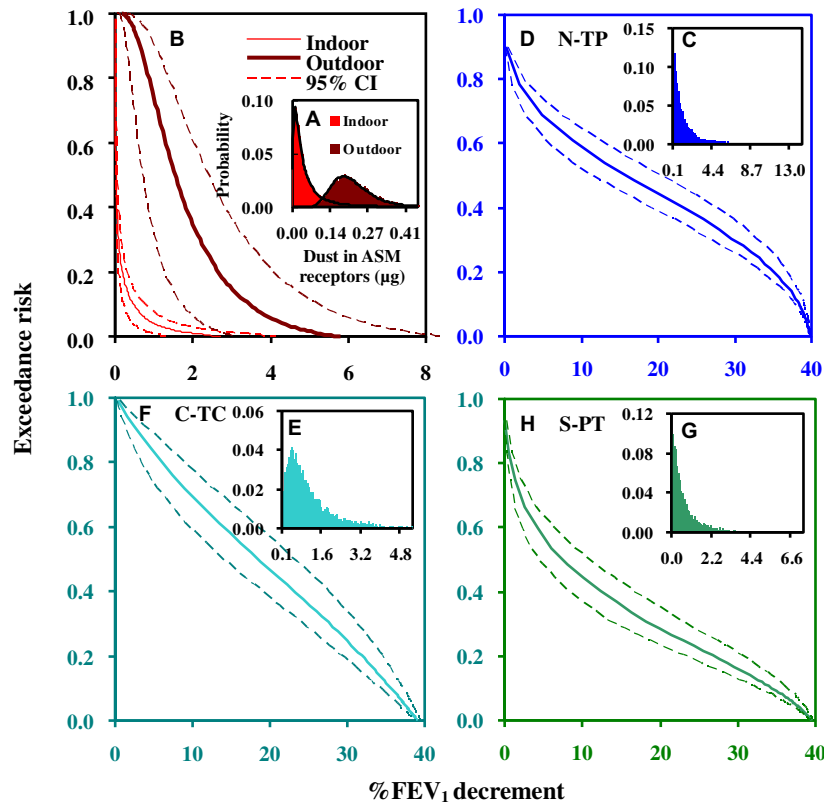 Exceedance risk
1.0
0.8
0.6
0.4
0.2
0.0
0
2
4
6
8
B
Indoor
Outdoor
95% CI
A
Probability
0.10
0.05
0.00
Indoor
Outdoor
0.00 0.14 0.27 0.41
Dust in ASM
receptors (µg)
1.0
0.8
0.6
0.4
0.2
0.0
0 10 20 30 40
D N-TP
C
0.15
0.10
0.05
0.00
0.1 4.4 8.7 13.0
1.0
0.8
0.6
0.4
0.2
0.0
0 10 20 30 40
F C-TC
E
0.06
0.04
0.02
0.00
0.1 1.6 3.2 4.8
1.0
0.8
0.6
0.4
0.2
0.0
0 10 20 30 40
H S-PT
G
0.12
0.08
0.04
0.00
0.0 2.2 4.4 6.6
%FEV₁ decrement